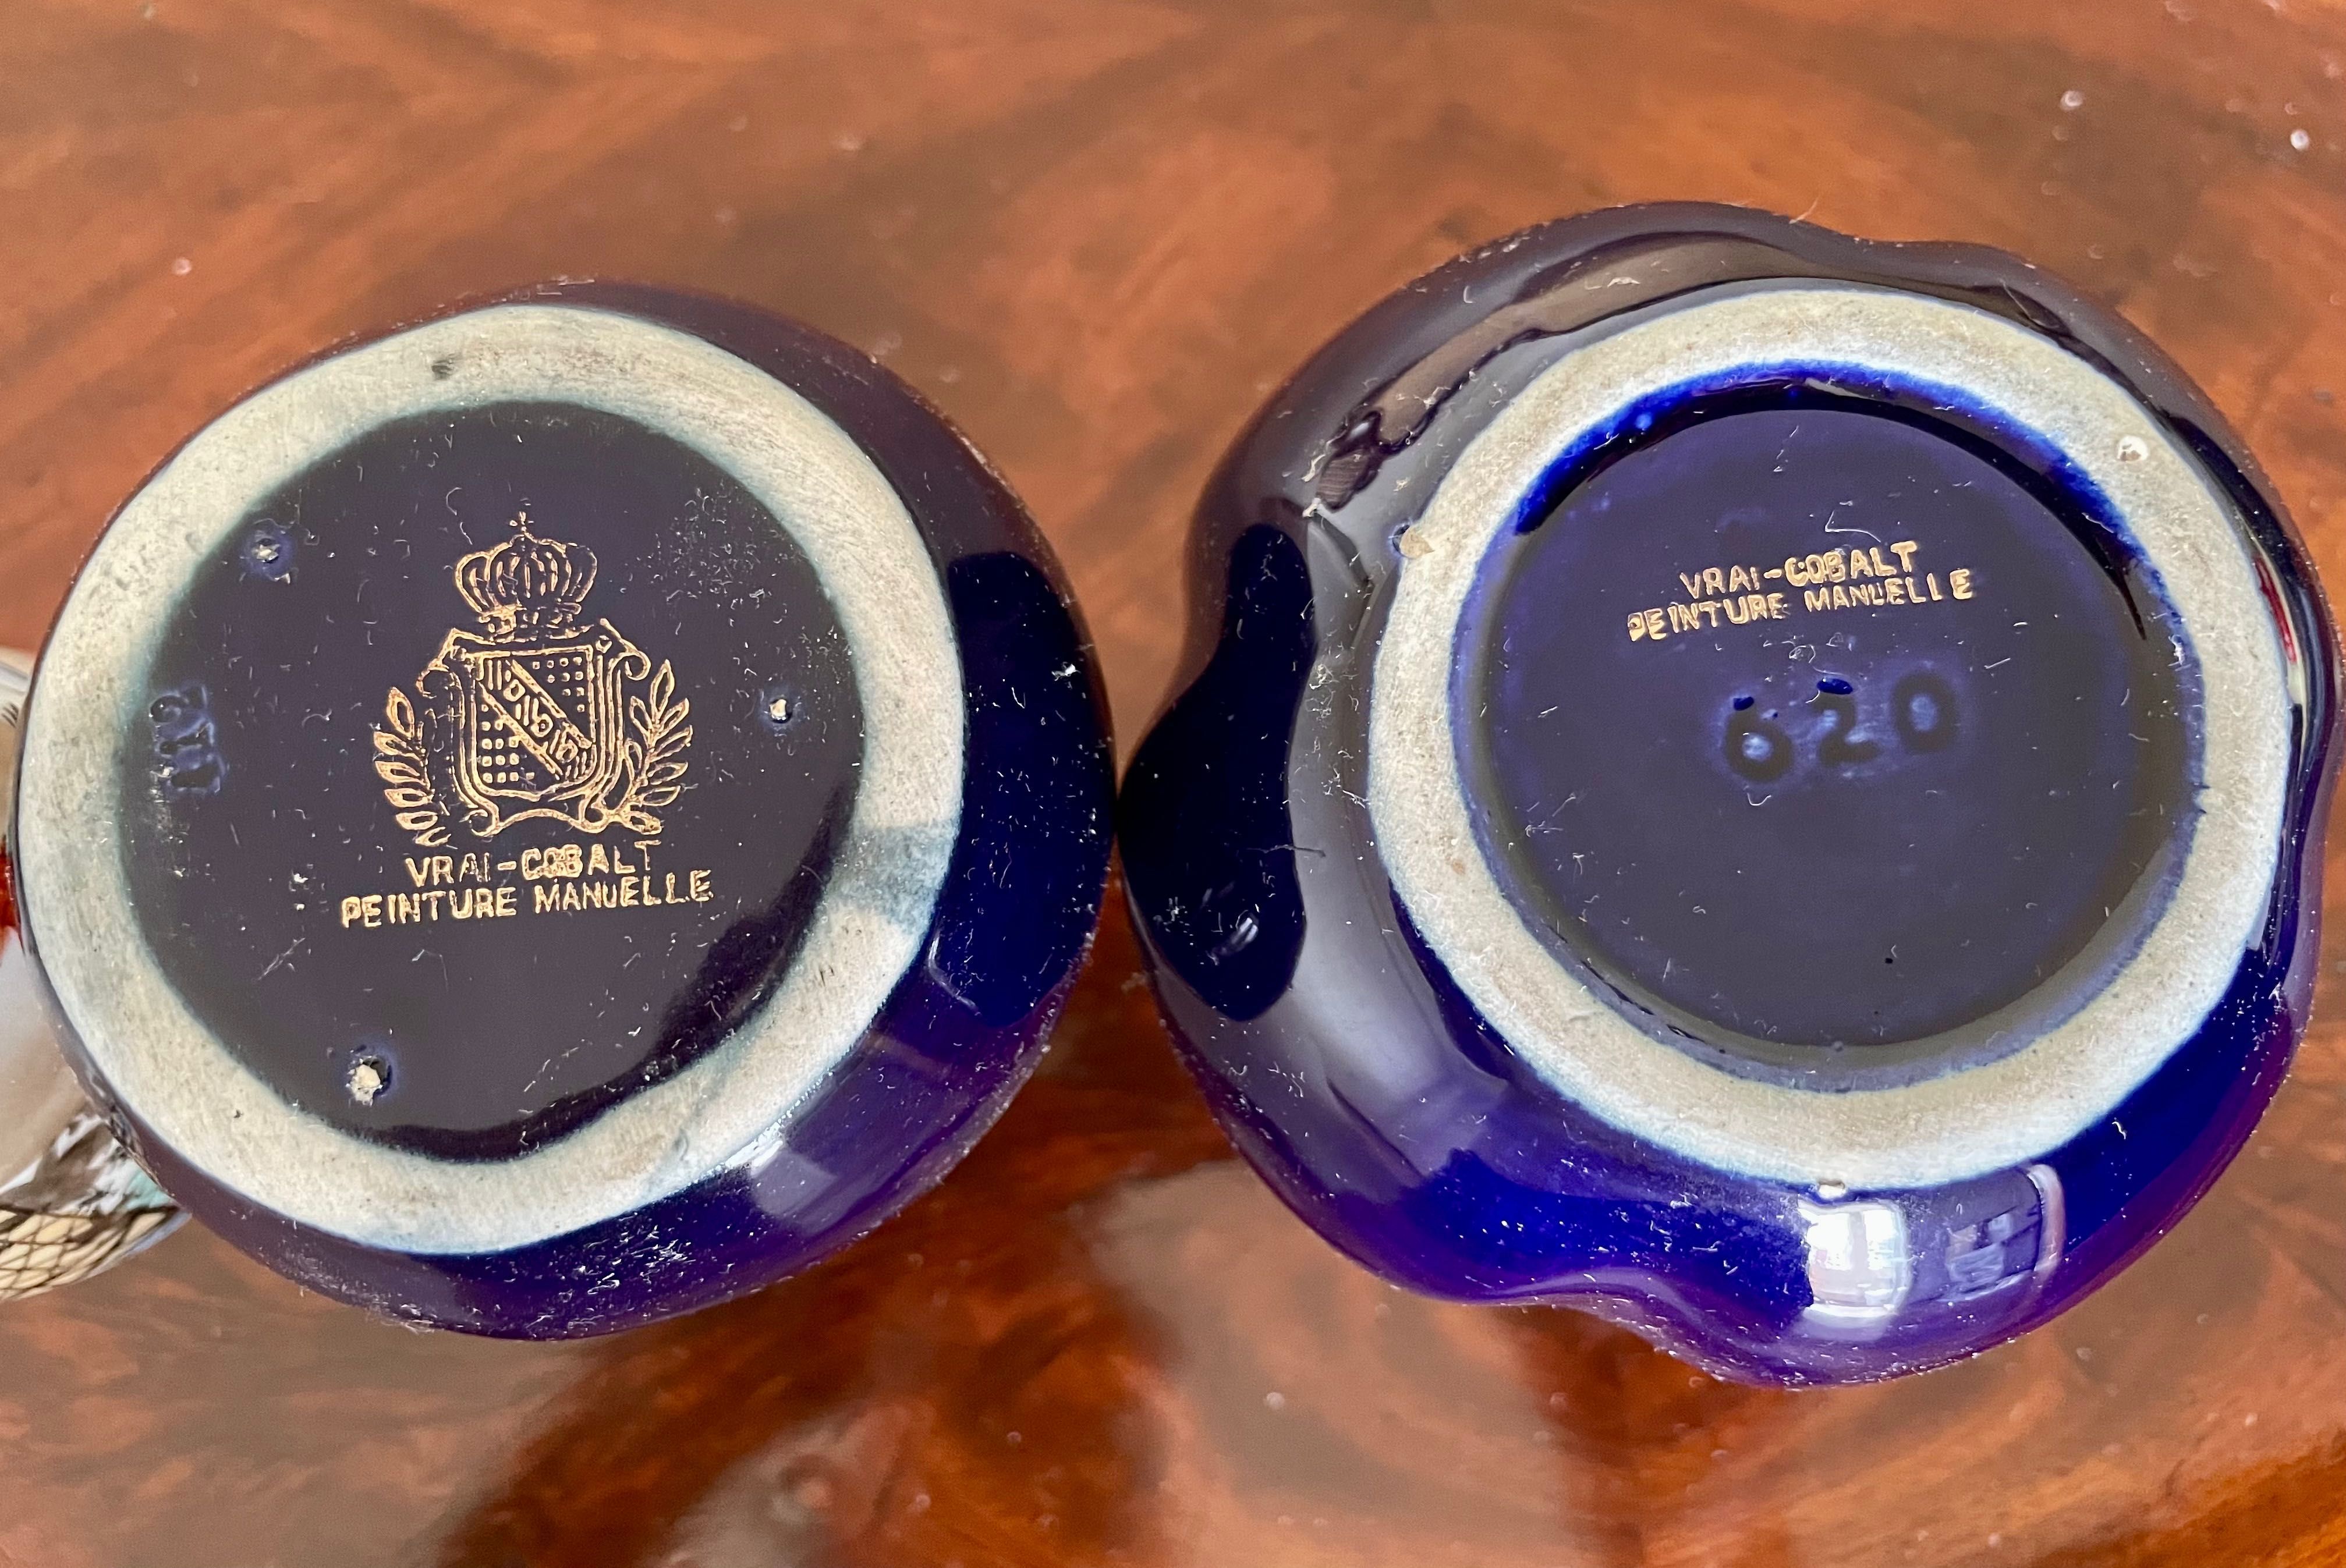 VRAI-COBALT
PEINTURE MANUELLE
VRAI-COBALT
PEINTURE MANUELLE
620